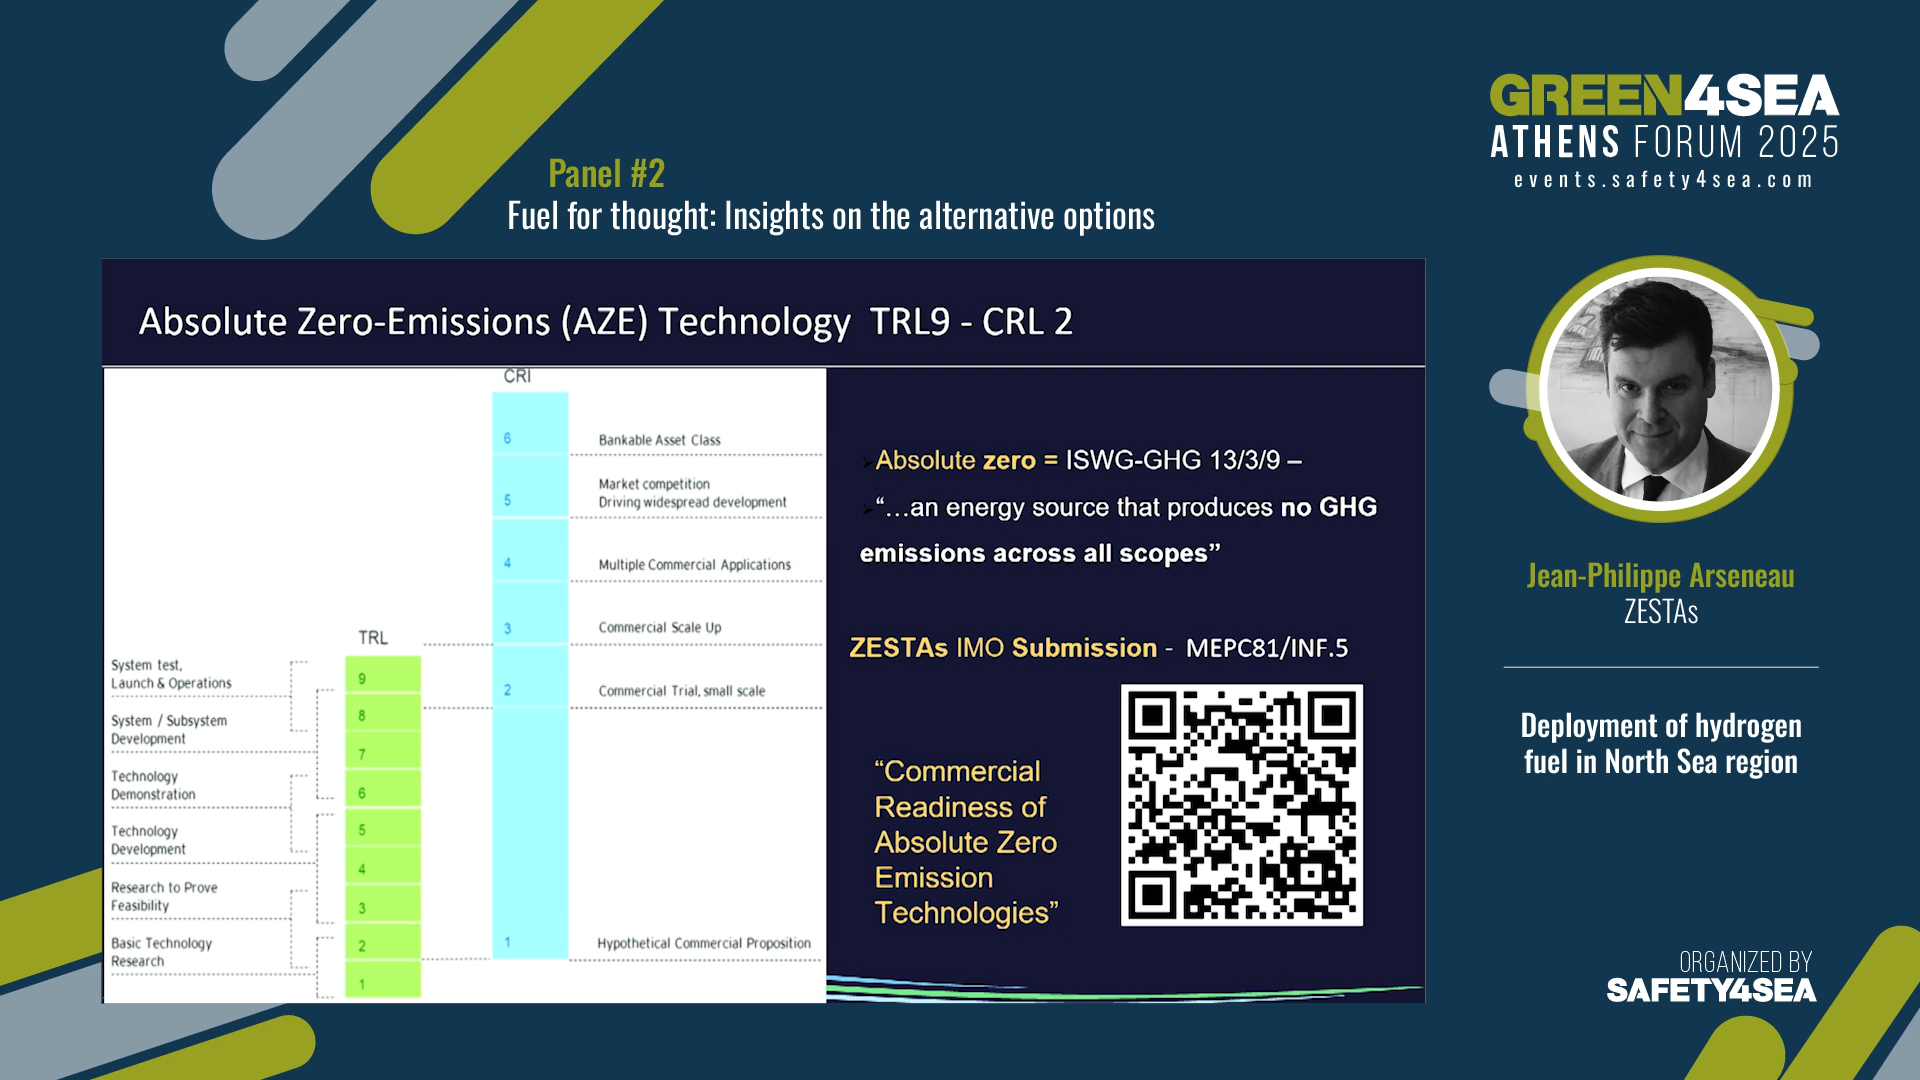 GREEN4SEA
ATHENS FORUM 2025
events.safety4sea.com
Panel #2
Fuel for thought: Insights on the alternative options
Absolute Zero-Emissions (AZE) Technology TRL9 - CRL 2
CRI
6
Bankable Asset Class
5
Market competition
Driving widespread development
4
Multiple Commercial Applications
3
Commercial Scale Up
2
Commercial Trial, small scale
1
Hypothetical Commercial Proposition
TRL
System test,
Launch & Operations
System / Subsystem
Development
Technology
Demonstration
Technology
Development
Research to Prove
Feasibility
Basic Technology
Research
9
8
7
6
5
4
3
2
1
Absolute zero = ISWG-GHG 13/3/9 –
“…an energy source that produces no GHG
emissions across all scopes”
ZESTAs IMO Submission - MEPC81/INF.5
“Commercial
Readiness of
Absolute Zero
Emission
Technologies”
Jean-Philippe Arseneau
ZESTAs
Deployment of hydrogen
fuel in North Sea region
ORGANIZED BY
SAFETY4SEA